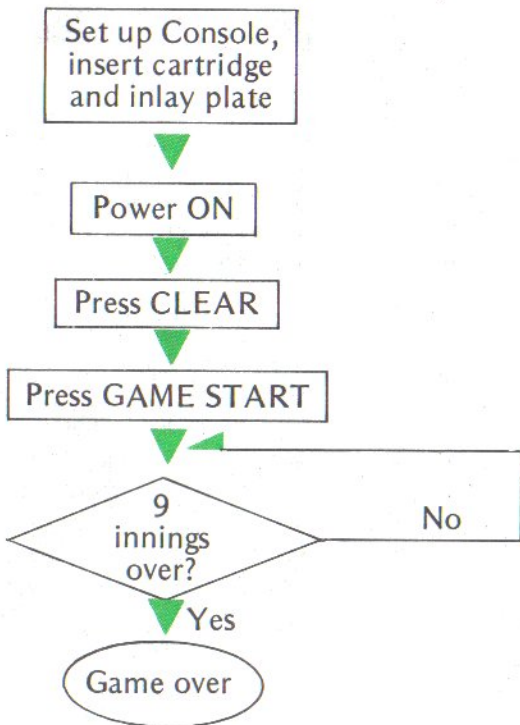 Set up Console,
insert cartridge
and inlay plate
Power ON
Press CLEAR
Press GAME START
9
innings
over?
No
Yes
Game over